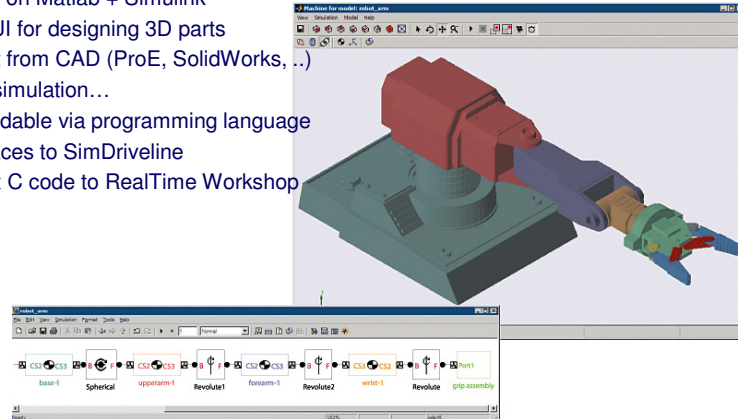 on Matlab + Simulink
UI for designing 3D parts
from CAD (ProE, SolidWorks, ..)
simulation…
dable via programming language
aces to SimDriveline
C code to RealTime Workshop
Machine for model: robot_arm
View Simulation Model Help
robot_arm
File Edit View Simulation Format Tools Help
Normal
CS2 CS3 B F CS2 CS3 B F CS2 CS3 B F CS3 CS2 B F Port1
base-1 Spherical upperarm-1 Revolute1 forearm-1 Revolute2 wrist-1 Revolute grip assembly
Ready